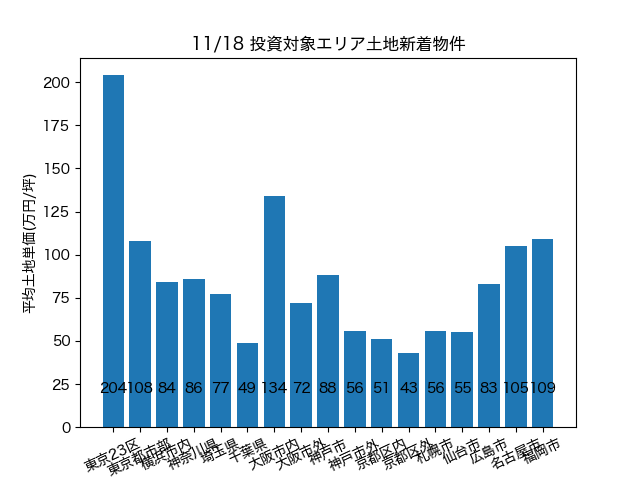 11/18 投資対象エリア土地新着物件
平均土地単価(万円/坪)
200
175
150
125
100
75
50
25
0
204 108 84 86 77 49 134 72 88 56 51 43 56 55 83 105 109
東京23区
東京都市部
横浜市内
神奈川県
埼玉県
千葉県
大阪市内
大阪市外
神戸市
神戸市外
京都区内
京都区外
札幌市
仙台市
広島市
名古屋市
福岡市